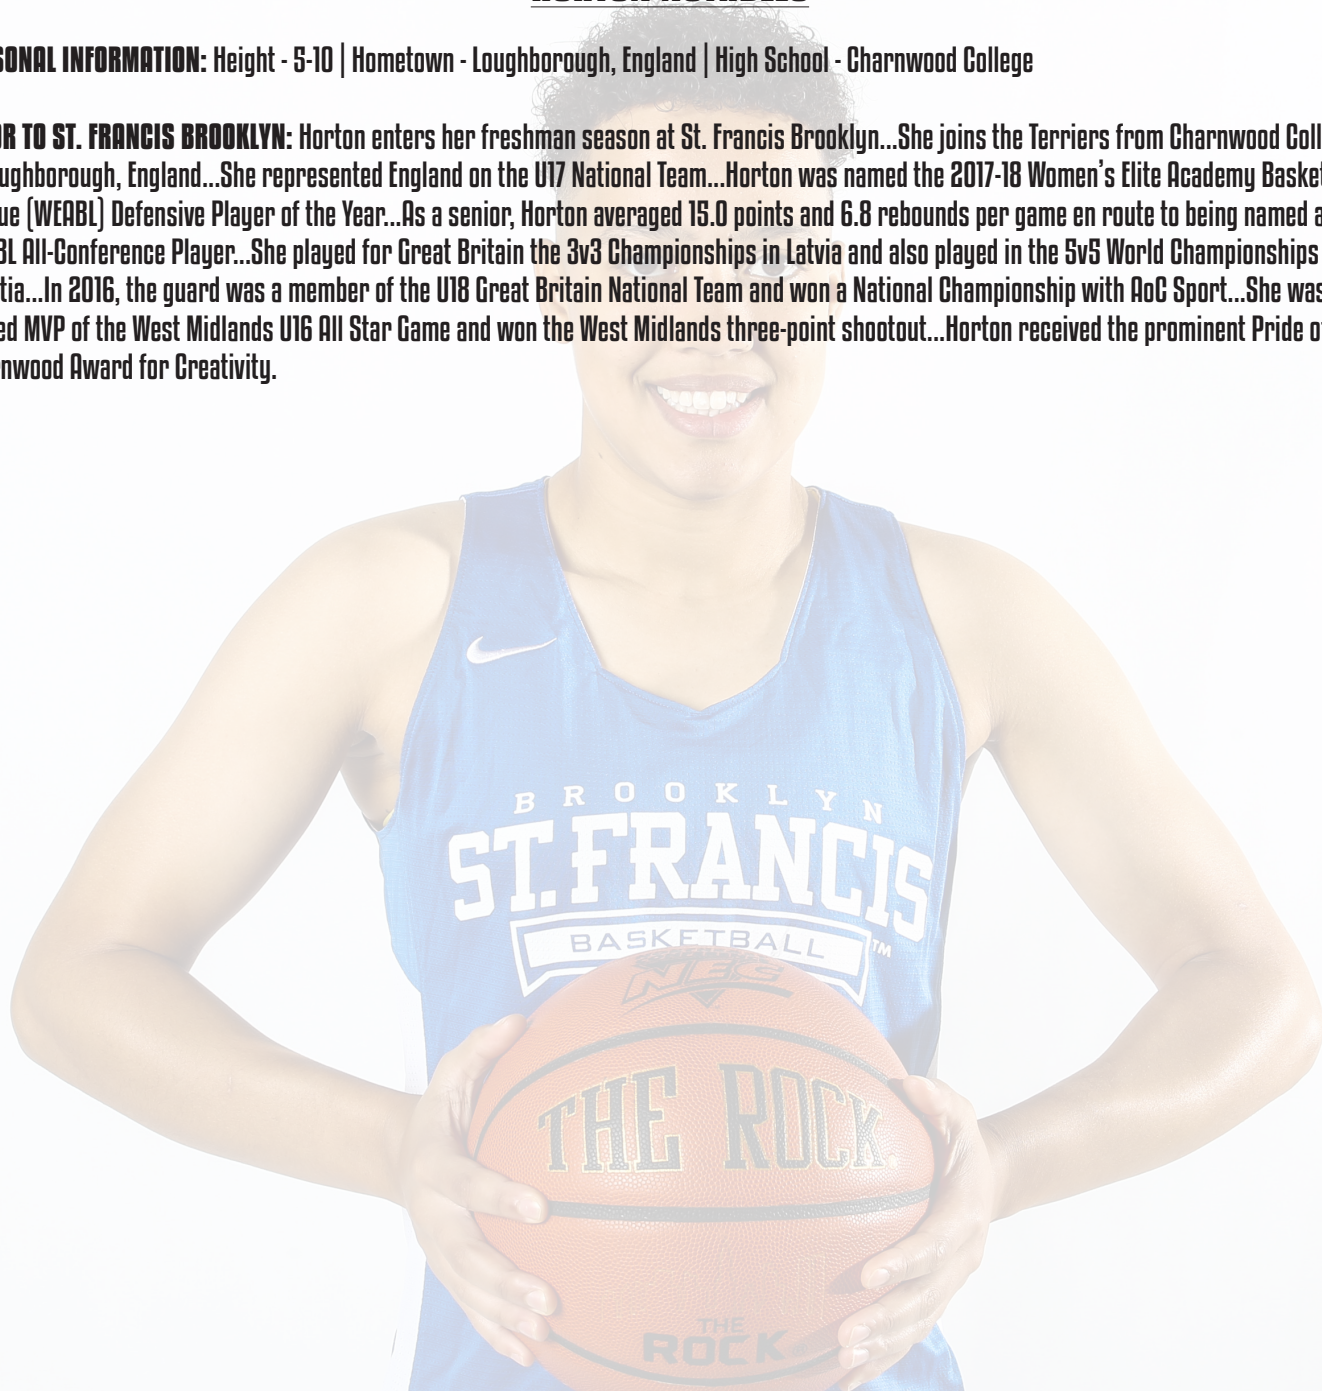 SONAL INFORMATION: Height - 5-10 | Hometown - Loughborough, England | High School - Charnwood College
OR TO ST. FRANCIS BROOKLYN: Horton enters her freshman season at St. Francis Brooklyn...She joins the Terriers from Charnwood Coll
ughborough, England...She represented England on the U17 National Team...Horton was named the 2017-18 Women's Elite Academy Basket
ue (WEABL) Defensive Player of the Year...As a senior, Horton averaged 15.0 points and 6.8 rebounds per game en route to being named a
BL All-Conference Player...She played for Great Britain the 3v3 Championships in Latvia and also played in the 5v5 World Championships
tia...In 2016, the guard was a member of the U18 Great Britain National Team and won a National Championship with AoC Sport...She was
ed MVP of the West Midlands U16 All Star Game and won the West Midlands three-point shootout...Horton received the prominent Pride o
nwood Award for Creativity.
BROOKLYN
ST. FRANCIS
BASKETBALL
TM
NEC
THE ROCK
THE
ROCK